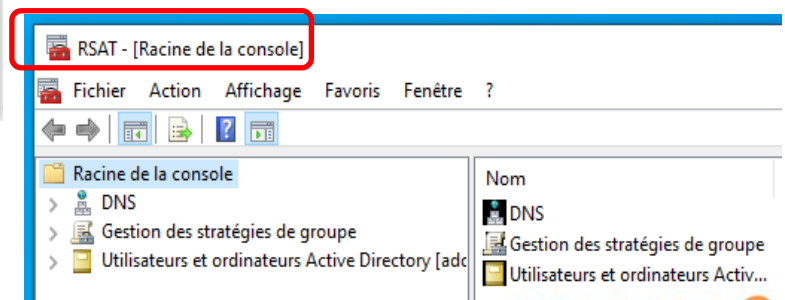 RSAT - [Racine de la console]
Fichier Action Affichage Favoris Fenêtre ?
Racine de la console
DNS
Gestion des stratégies de groupe
Utilisateurs et ordinateurs Active Directory [adc
Nom
DNS
Gestion des stratégies de groupe
Utilisateurs et ordinateurs Activ...